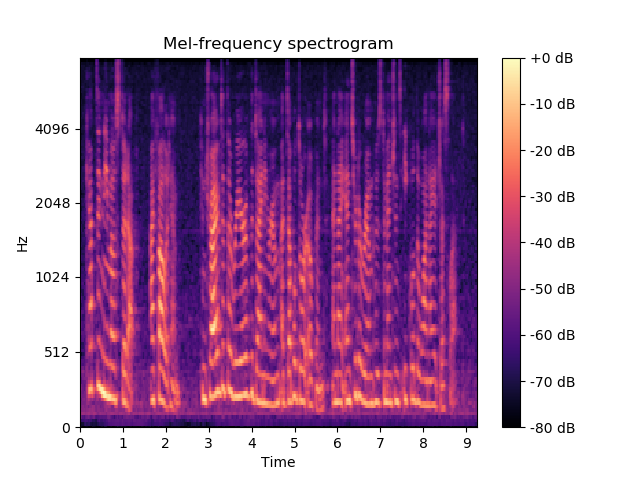 Mel-frequency spectrogram
Hz
4096
2048
1024
512
0
0 1 2 3 4 5 6 7 8 9
Time
+0 dB
-10 dB
-20 dB
-30 dB
-40 dB
-50 dB
-60 dB
-70 dB
-80 dB